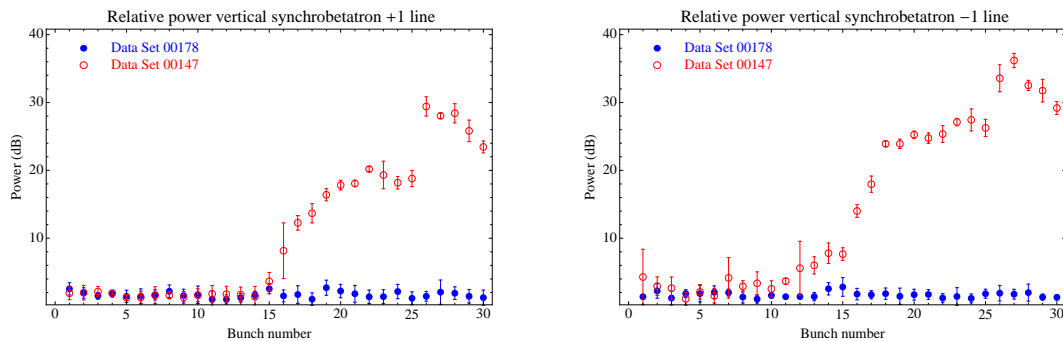 Relative power vertical synchrobetatron +1 line
40
30
20
10
Power (dB)
Data Set 00178
Data Set 00147
0 5 10 15 20 25 30
Bunch number
Relative power vertical synchrobetatron −1 line
40
30
20
10
Power (dB)
Data Set 00178
Data Set 00147
0 5 10 15 20 25 30
Bunch number